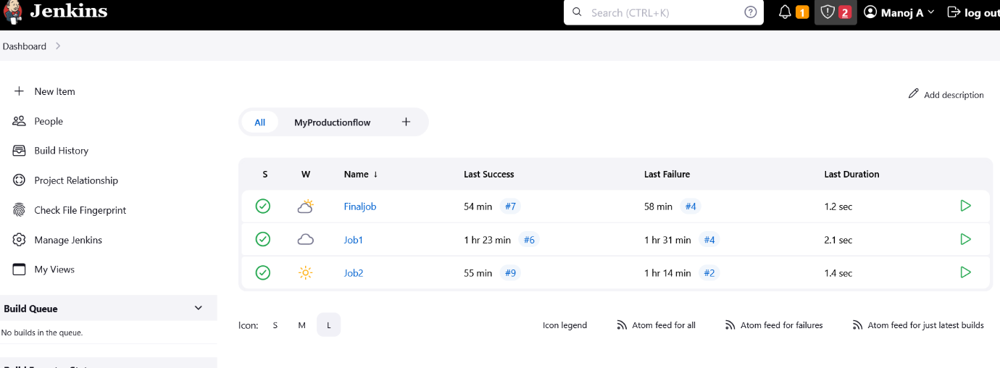 Jenkins
Search (CTRL+K)
1
2
Manoj A
log out
Dashboard
New Item
People
Build History
Project Relationship
Check File Fingerprint
Manage Jenkins
My Views
Build Queue
No builds in the queue.
Add description
All MyProductionflow +
S W Name ↓ Last Success Last Failure Last Duration
Finaljob 54 min #7 58 min #4 1.2 sec
Job1 1 hr 23 min #6 1 hr 31 min #4 2.1 sec
Job2 55 min #9 1 hr 14 min #2 1.4 sec
Icon: S M L Icon legend Atom feed for all Atom feed for failures Atom feed for just latest builds